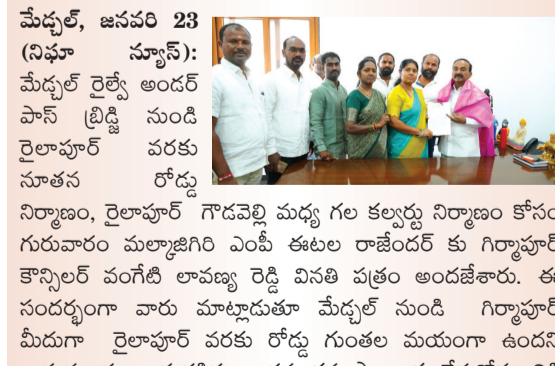 మేడ్చల్, జనవరి 23
(నిఘా న్యూస్):
మేడ్చల్ రైల్వే అండర్
పాస్ బ్రిడ్జి నుండి
రైలాపూర్ వరకు
నూతన రోడ్డు
నిర్మాణం, రైలాపూర్ గౌడవెల్లి మధ్య గల కల్వర్టు నిర్మాణం కోసం
గురువారం మల్కాజిగిరి ఎంపీ ఈటల రాజేందర్ కు గిర్మాపూర్
కౌన్సిలర్ వంగేటి లావణ్య రెడ్డి వినతి పత్రం అందజేశారు. ఈ
సందర్భంగా వారు మాట్లాడుతూ మేడ్చల్ నుండి గిర్మాపూర్
మీదుగా రైలాపూర్ వరకు రోడ్డు గుంతల మయంగా ఉందని